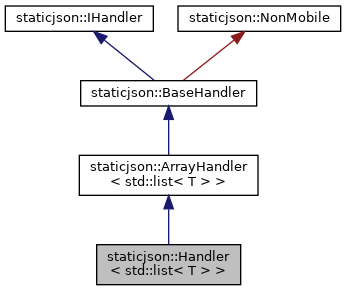 staticjson::IHandler
staticjson::NonMobile
staticjson::BaseHandler
staticjson::ArrayHandler
< std::list< T > >
staticjson::Handler
< std::list< T > >